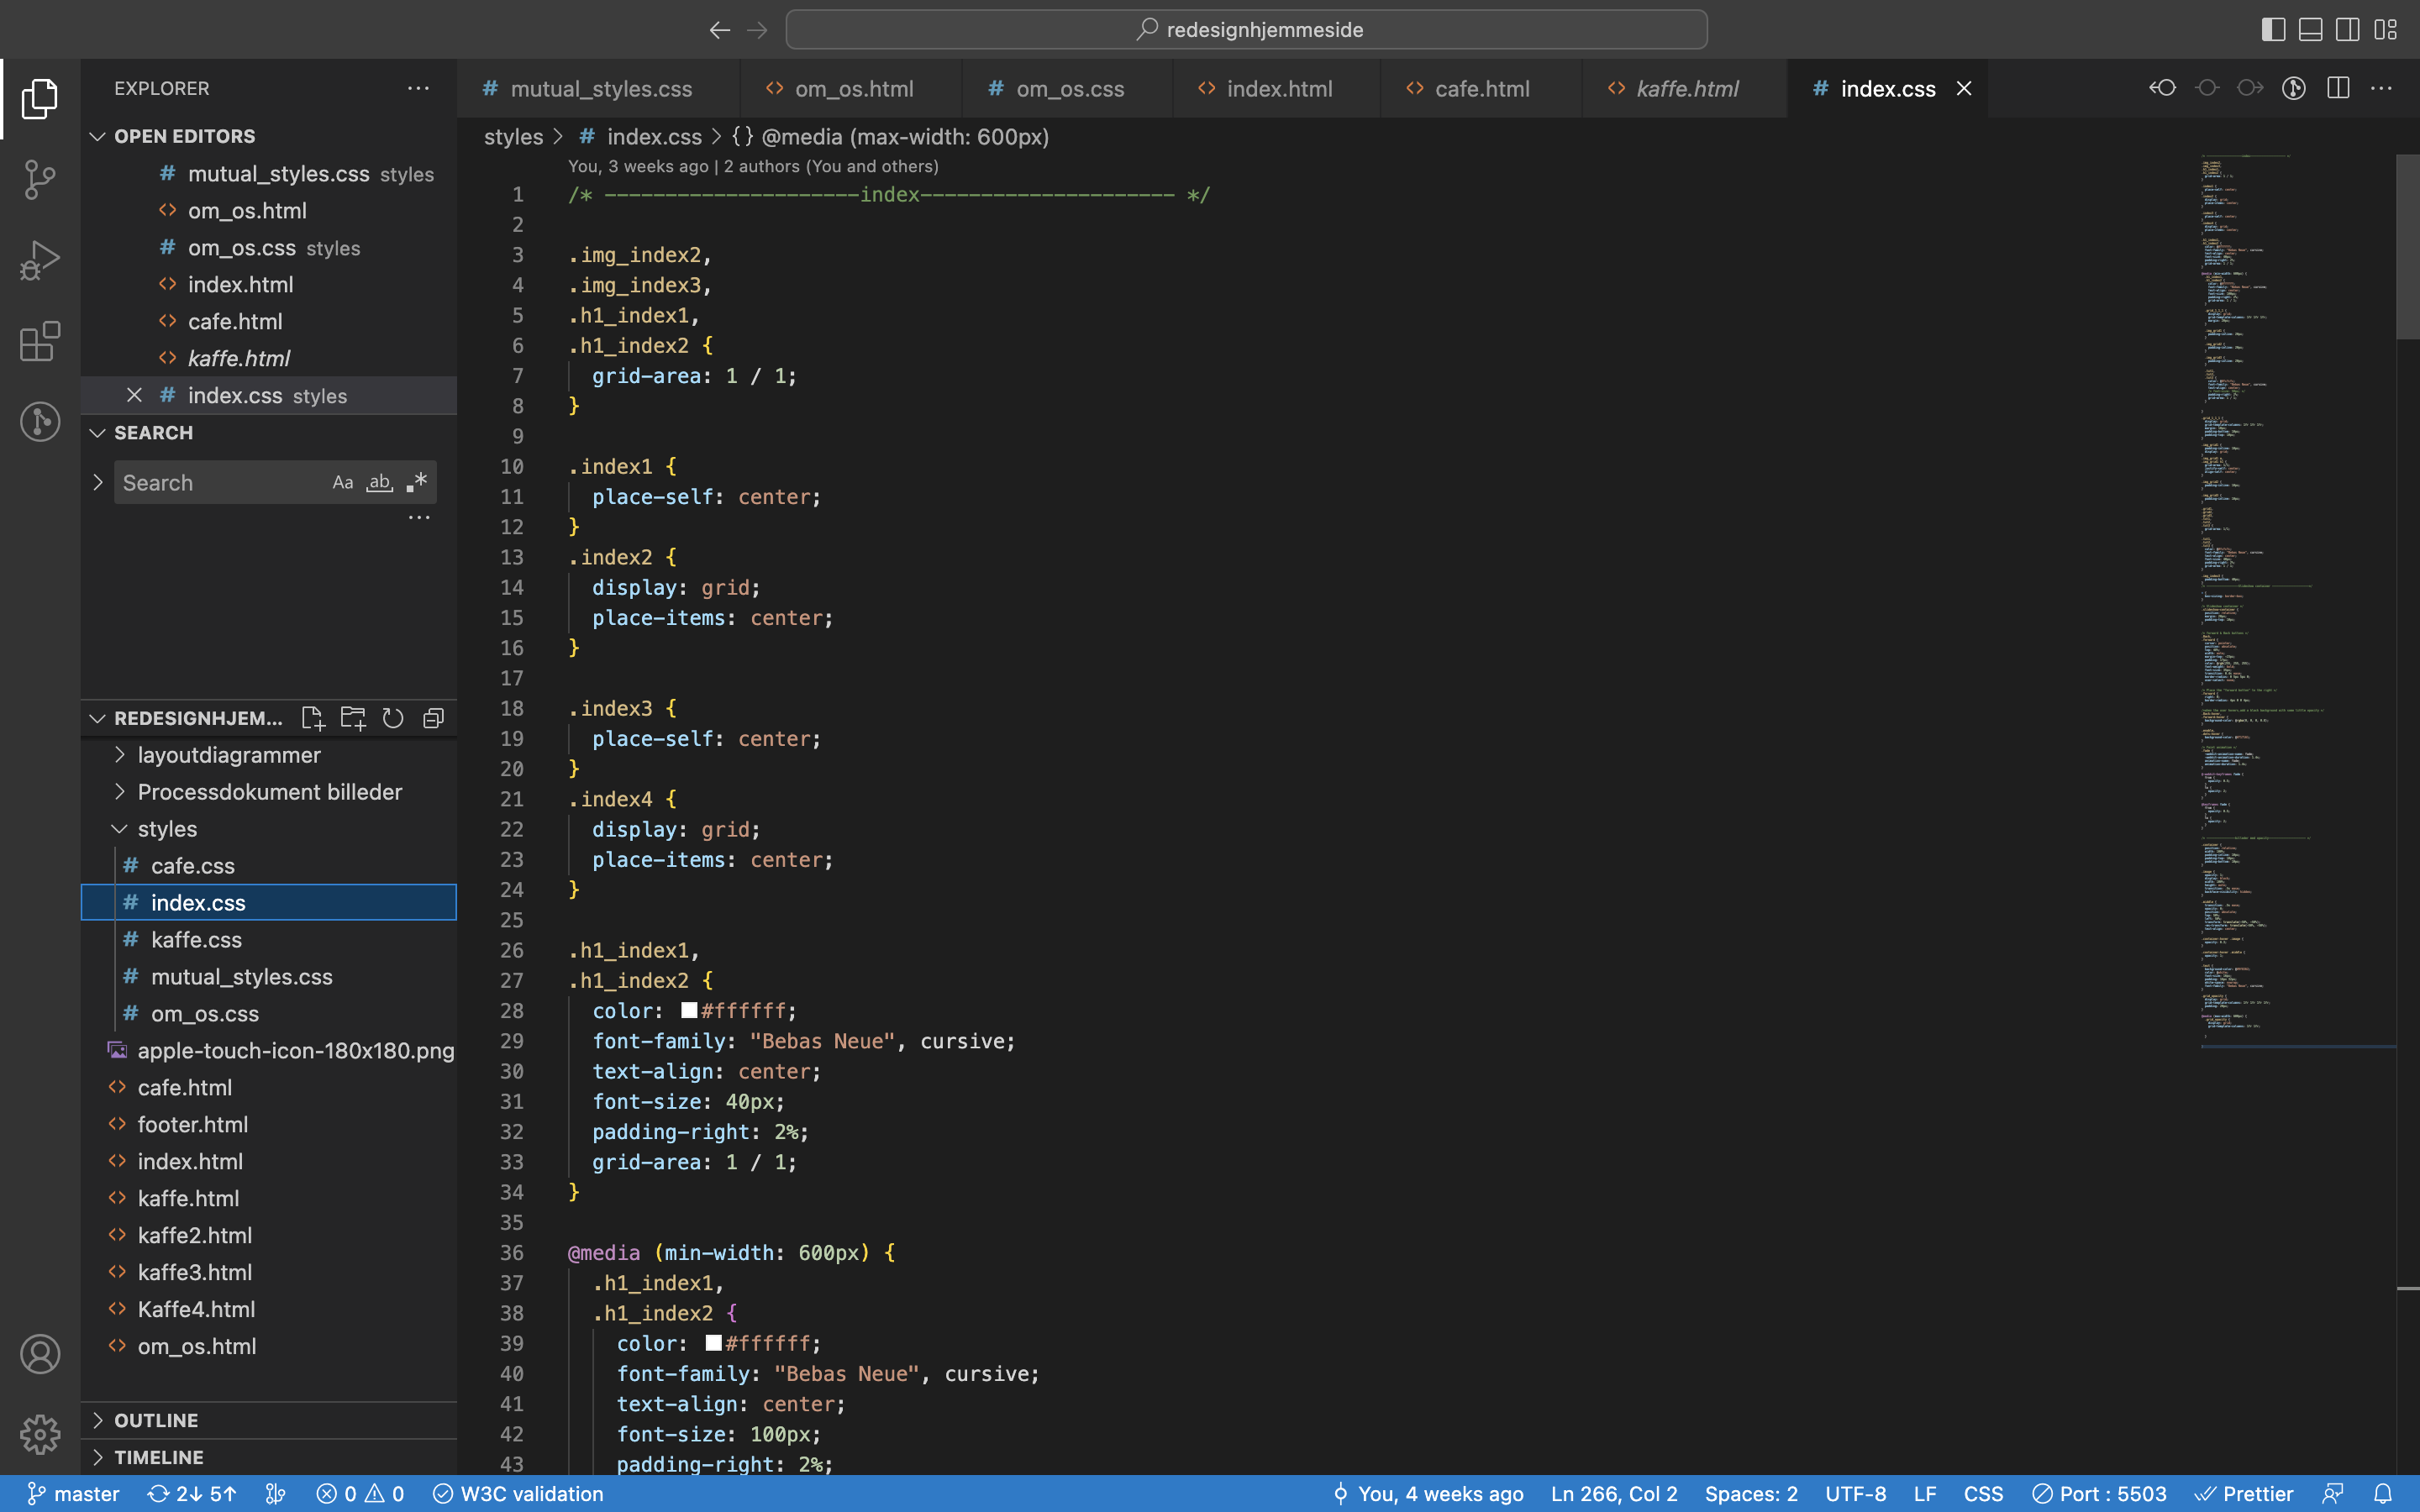 redesignhjemmeside
EXPLORER
OPEN EDITORS
mutual_styles.css styles
om_os.html
om_os.css styles
index.html
cafe.html
kaffe.html
index.css styles
SEARCH
Search Aa ab .*
REDESIGNHJEM...
layoutdiagrammer
Processdokument billeder
styles
# cafe.css
# index.css
# kaffe.css
# mutual_styles.css
# om_os.css
apple-touch-icon-180x180.png
<> cafe.html
<> footer.html
<> index.html
<> kaffe.html
<> kaffe2.html
<> kaffe3.html
<> Kaffe4.html
<> om_os.html
OUTLINE
TIMELINE
# mutual_styles.css <> om_os.html # om_os.css <> index.html <> cafe.html <> kaffe.html # index.css
styles > # index.css > {} @media (max-width: 600px)
You, 3 weeks ago | 2 authors (You and others)
1 /* ---------------------index--------------------- */
2
3 .img_index2,
4 .img_index3,
5 .h1_index1,
6 .h1_index2 {
7 grid-area: 1 / 1;
8 }
9
10 .index1 {
11 place-self: center;
12 }
13 .index2 {
14 display: grid;
15 place-items: center;
16 }
17
18 .index3 {
19 place-self: center;
20 }
21 .index4 {
22 display: grid;
23 place-items: center;
24 }
25
26 .h1_index1,
27 .h1_index2 {
28 color: #ffffff;
29 font-family: "Bebas Neue", cursive;
30 text-align: center;
31 font-size: 40px;
32 padding-right: 2%;
33 grid-area: 1 / 1;
34 }
35
36 @media (min-width: 600px) {
37 .h1_index1,
38 .h1_index2 {
39 color: #ffffff;
40 font-family: "Bebas Neue", cursive;
41 text-align: center;
42 font-size: 100px;
43 padding-right: 2%;
master 2↓ 5↑ 0 0 W3C validation You, 4 weeks ago Ln 266, Col 2 Spaces: 2 UTF-8 LF CSS Port : 5503 Prettier